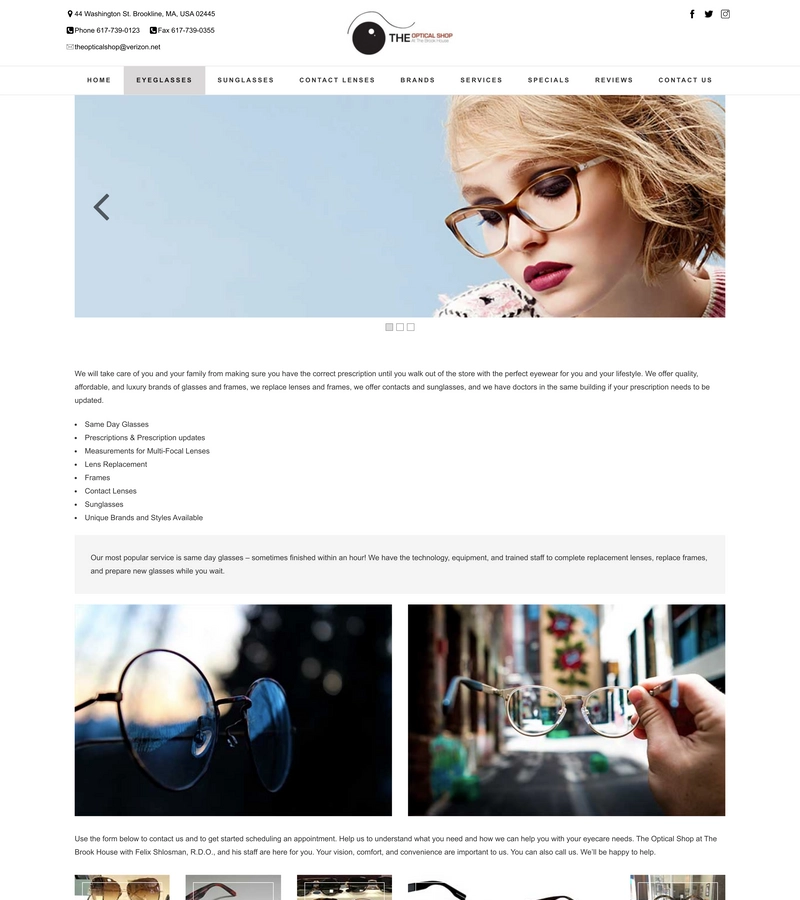 44 Washington St. Brookline, MA, USA 02445
Phone 617-739-0123 Fax 617-739-0355
theopticalshop@verizon.net
THE OPTICAL SHOP
At The Brook House
HOME EYEGLASSES SUNGLASSES CONTACT LENSES BRANDS SERVICES SPECIALS REVIEWS CONTACT US
We will take care of you and your family from making sure you have the correct prescription until you walk out of the store with the perfect eyewear for you and your lifestyle. We offer quality,
affordable, and luxury brands of glasses and frames, we replace lenses and frames, we offer contacts and sunglasses, and we have doctors in the same building if your prescription needs to be
updated.
• Same Day Glasses
• Prescriptions & Prescription updates
• Measurements for Multi-Focal Lenses
• Lens Replacement
• Frames
• Contact Lenses
• Sunglasses
• Unique Brands and Styles Available
Our most popular service is same day glasses – sometimes finished within an hour! We have the technology, equipment, and trained staff to complete replacement lenses, replace frames,
and prepare new glasses while you wait.
Use the form below to contact us and to get started scheduling an appointment. Help us to understand what you need and how we can help you with your eyecare needs. The Optical Shop at The
Brook House with Felix Shlosman, R.D.O., and his staff are here for you. Your vision, comfort, and convenience are important to us. You can also call us. We'll be happy to help.